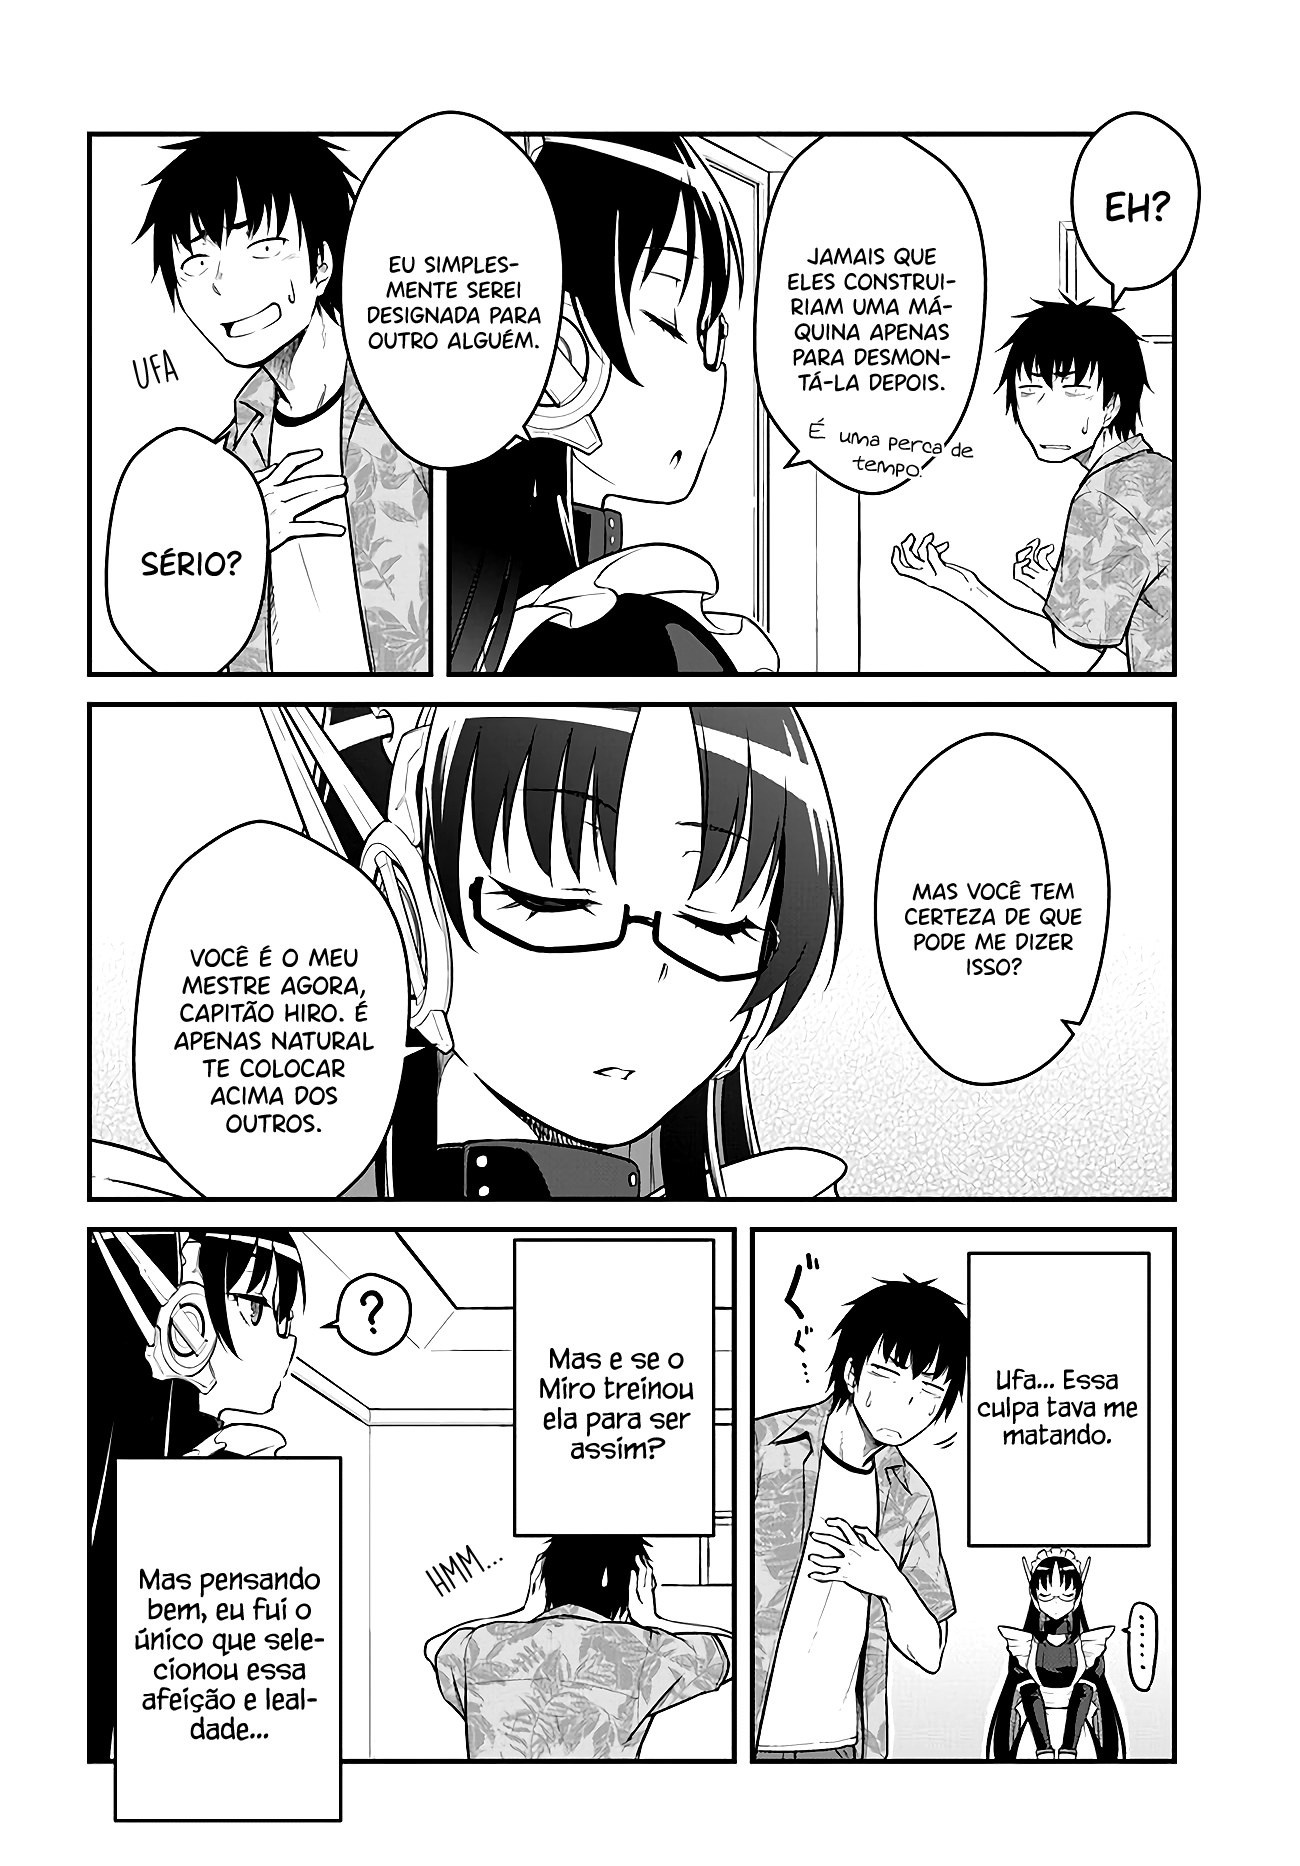 EH?
JAMAIS QUE
ELES CONSTRUI-
RIAM UMA MÁ-
QUINA APENAS
PARA DESMON-
TÁ-LA DEPOIS.
É uma perca de
tempo.
EU SIMPLES-
MENTE SEREI
DESIGNADA PARA
OUTRO ALGUÉM.
UFA
SÉRIO?
MAS VOCÊ TEM
CERTEZA DE QUE
PODE ME DIZER
ISSO?
VOCÊ É O MEU
MESTRE AGORA,
CAPITÃO HIRO. É
APENAS NATURAL
TE COLOCAR
ACIMA DOS
OUTROS.
Ufa... Essa
culpa tava me
matando.
ぐ゛
......
Mas e se o
Miro treinou
ela para ser
assim?
?
HMM...
Mas pensando
bem, eu fui o
único que sele-
cionou essa
afeição e leal-
dade...